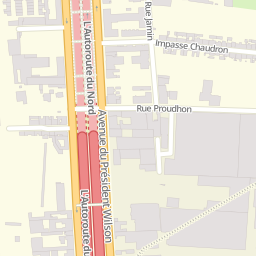 L'Autoroute du Nord
Rue Jamin
Impasse Chaudron
Rue Proudhon
Avenue du Président Wilson
L'Autoroute du